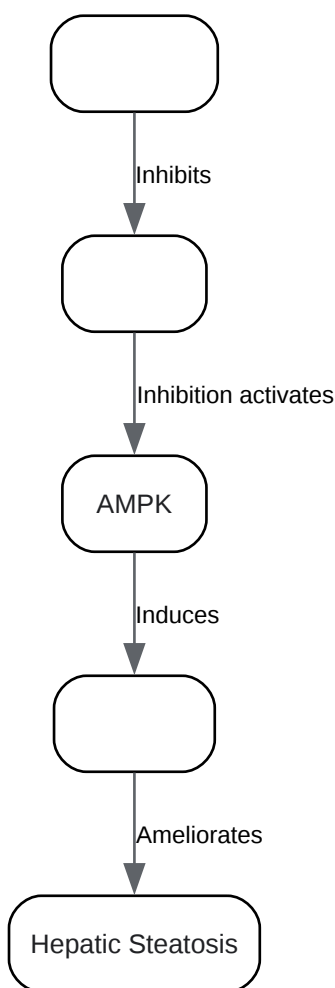 Inhibits
Inhibition activates
AMPK
Induces
Ameliorates
Hepatic Steatosis